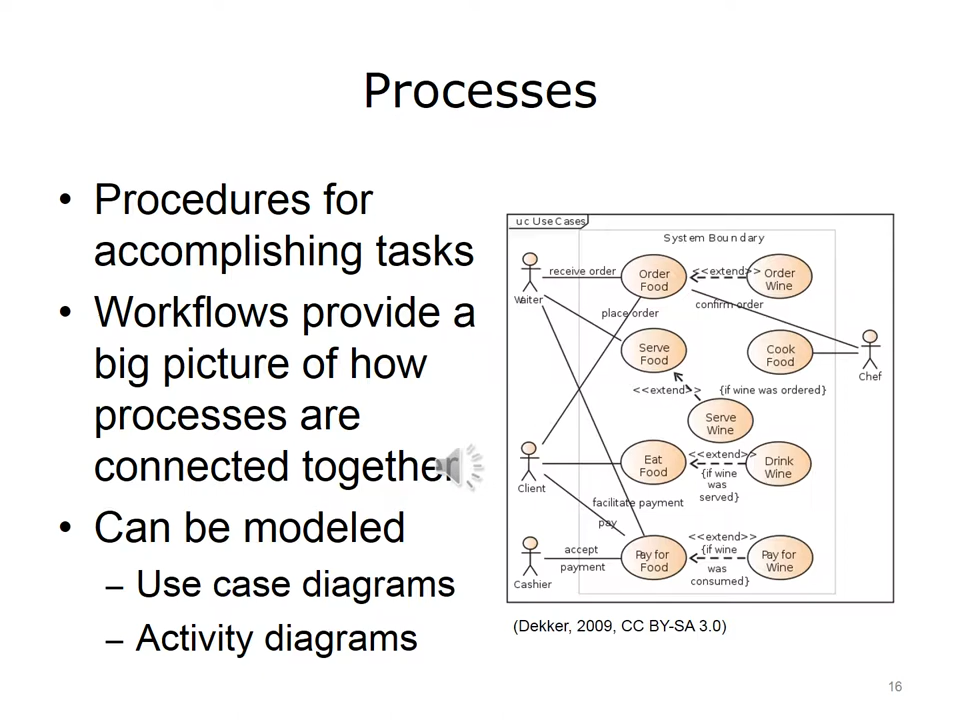 Processes
• Procedures for
accomplishing tasks
• Workflows provide a
big picture of how
processes are
connected together
• Can be modeled
– Use case diagrams
– Activity diagrams
uc UseCases
System Boundary
Waiter
receive order
Order
Food
<<extend>>
Order
Wine
place order
confirm order
Serve
Food
Cook
Food
Chef
<<extend>>
{if wine was ordered}
Serve
Wine
Client
Eat
Food
<<extend>>
{if wine
was
served}
Drink
Wine
facilitate payment
pay
Cashier
accept
payment
Pay for
Food
<<extend>>
{if wine
was
consumed}
Pay for
Wine
(Dekker, 2009, CC BY-SA 3.0)
16